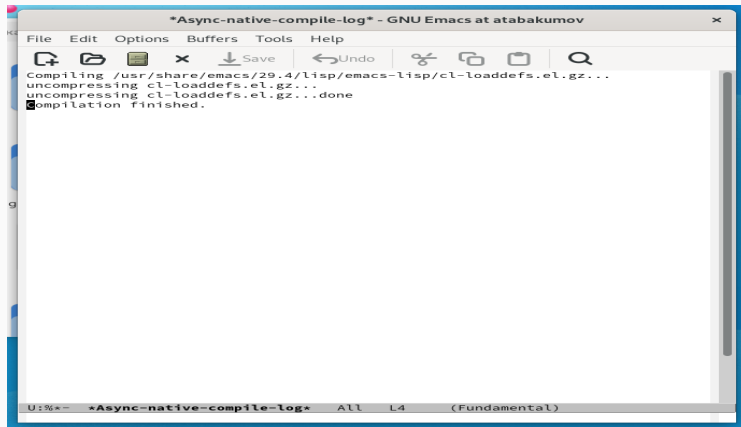 *Async-native-compile-log* - GNU Emacs at atabakumov
File Edit Options Buffers Tools Help
Save Undo
Compiling /usr/share/emacs/29.4/lisp/emacs-lisp/cl-loaddefs.el.gz...
uncompressing cl-loaddefs.el.gz...
uncompressing cl-loaddefs.el.gz...done
Compilation finished.
U:%*- *Async-native-compile-log* All L4 (Fundamental)